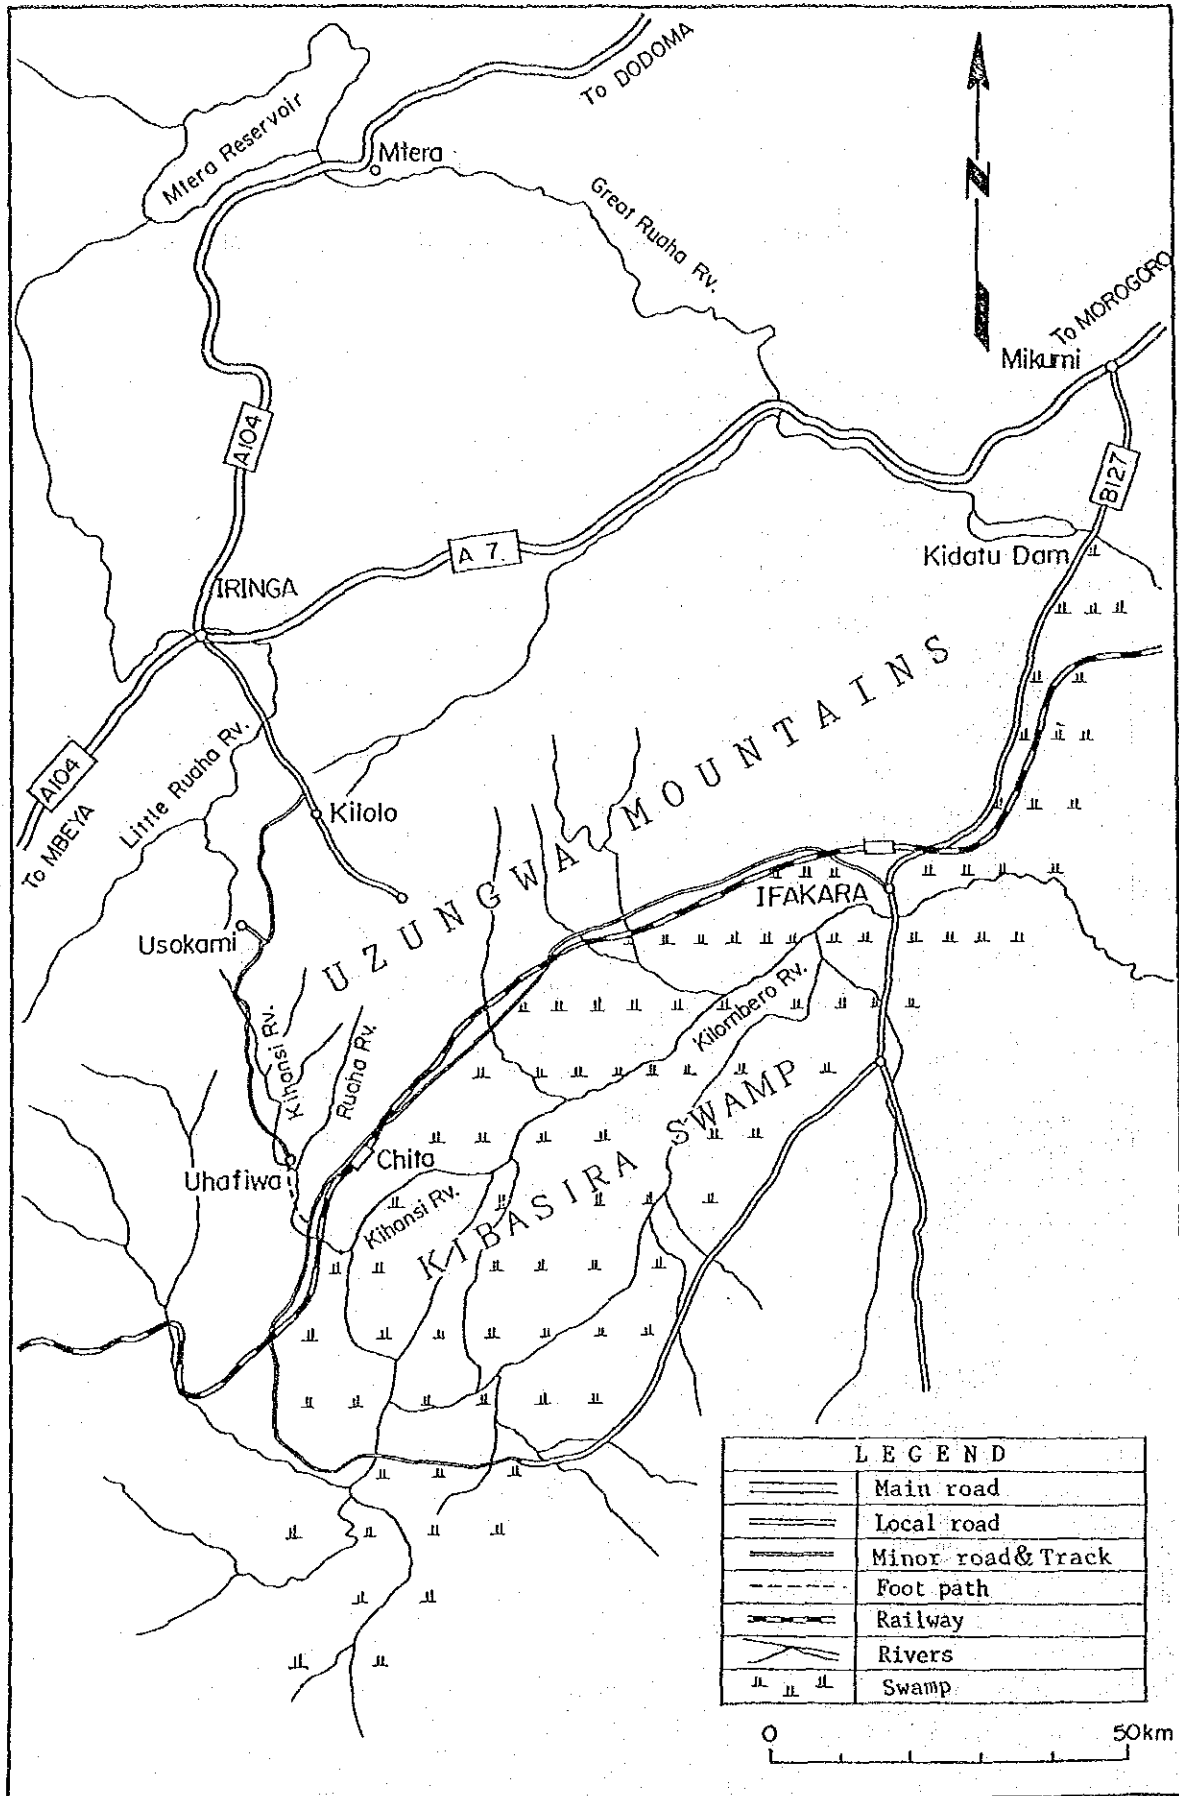 To DODOMA
Mtera Reservoir
Mtera
Great Ruaha Rv.
N
To MOROGORO
Mikumi
A104
B127
A 7.
Kidatu Dam
IRINGA
UZUNGWA MOUNTAINS
A104
Little Ruaha Rv.
To MBEYA
Kilolo
IFAKARA
Usokami
Kilombero Rv.
Kihansi Rv.
Ruaha Rv.
KIBASIRA SWAMP
Chita
Uhafiwa
Kihansi Rv.
LEGEND
Main road
Local road
Minor road& Track
Foot path
Railway
Rivers
Swamp
0 50km